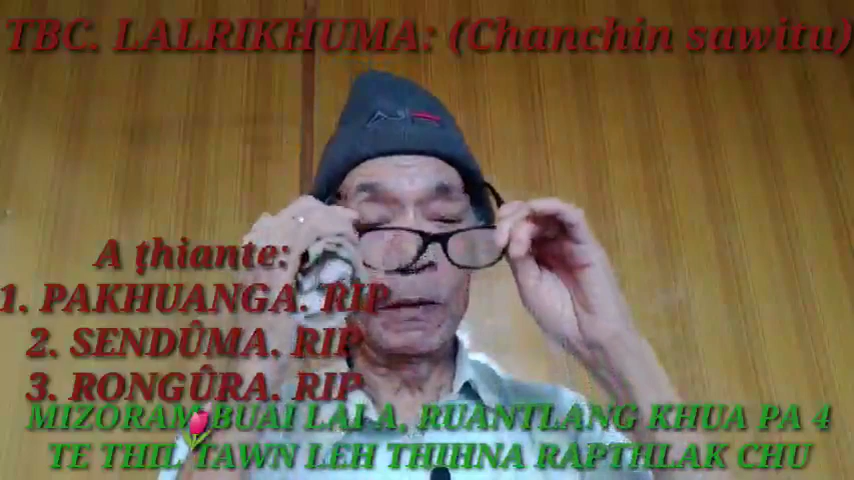 TBC. LALRIKHUMA: (Chanchin sawitu)
A ṭhiante:
1. PAKHUANGA. RIP
2. SENDÛMA. RIP
3. RONGÛRA. RIP
MIZORAM BUAI LAI A, RUANTLANG KHUA PA 4
TE THIL TAWN LEH THIHNA RAPTHLAK CHU